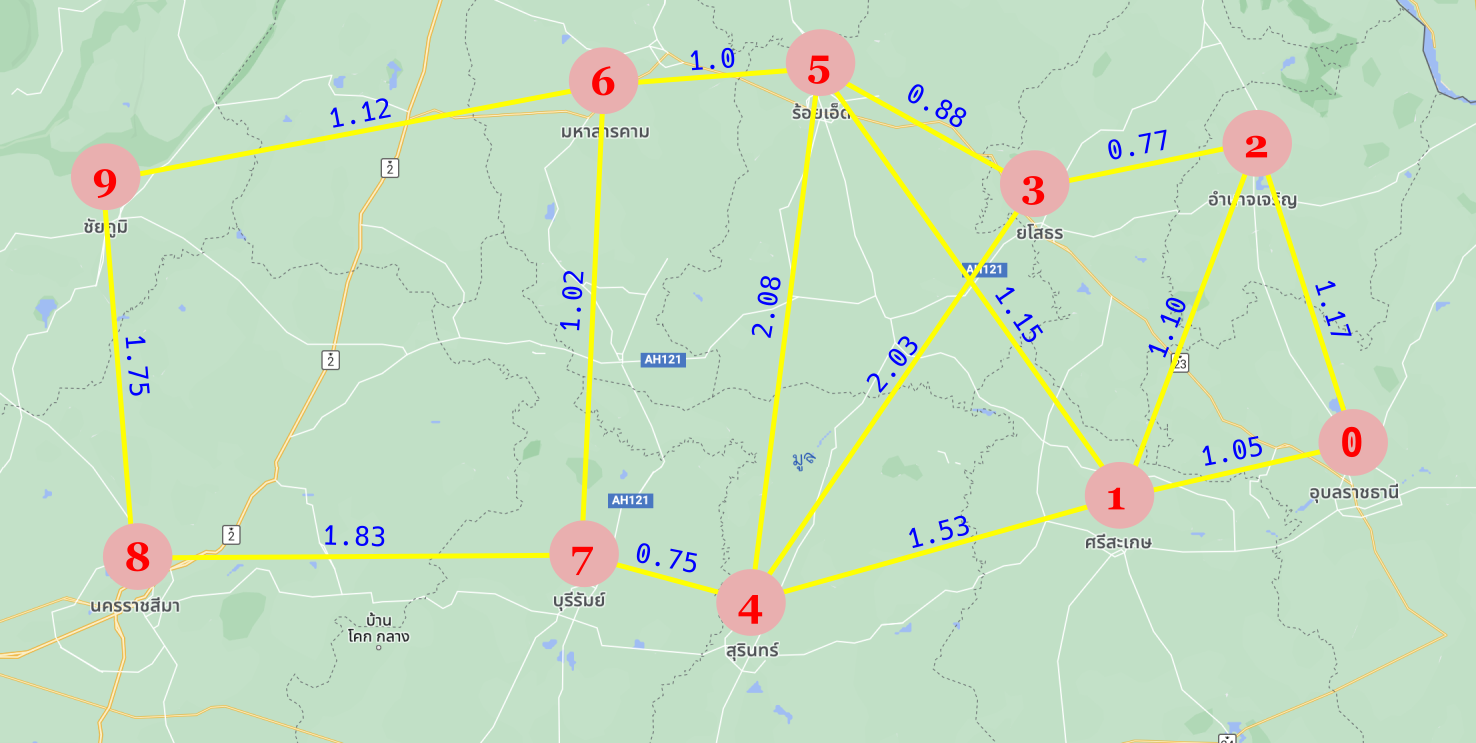 5
6
1.0
ร้อยเอ็ด
0.88
มหาสารคาม
1.12
2
0.77
2
อำนาจเจริญ
9
ชัยภูมิ
3
ยโสธร
AH121
1.02
2.08
1.15
1.10
1.17
23
2
AH121
1.75
2.03
0
1.05
มูล
1
อุบลราชธานี
AH121
ศรีสะเกษ
1.53
2
1.83
8
7
0.75
4
นครราชสีมา
บุรีรัมย์
บ้าน
โคก กลาง
สุรินทร์